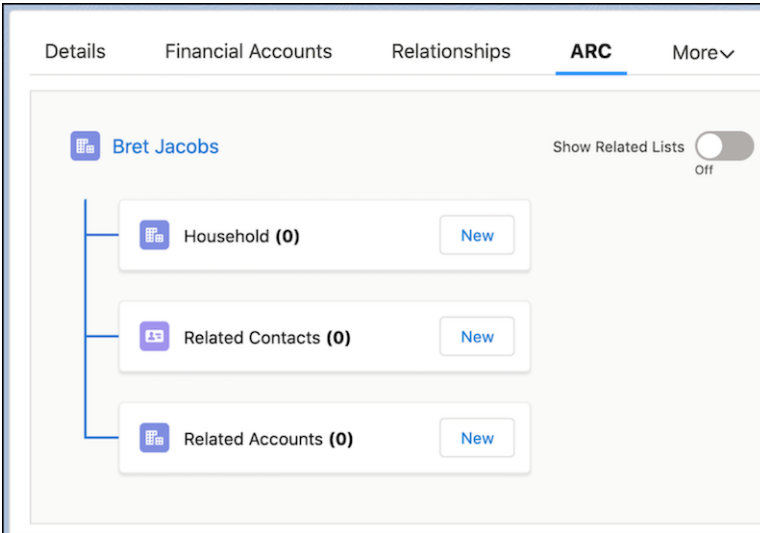 Details Financial Accounts Relationships ARC More
Bret Jacobs Show Related Lists
Off
Household (0) New
Related Contacts (0) New
Related Accounts (0) New